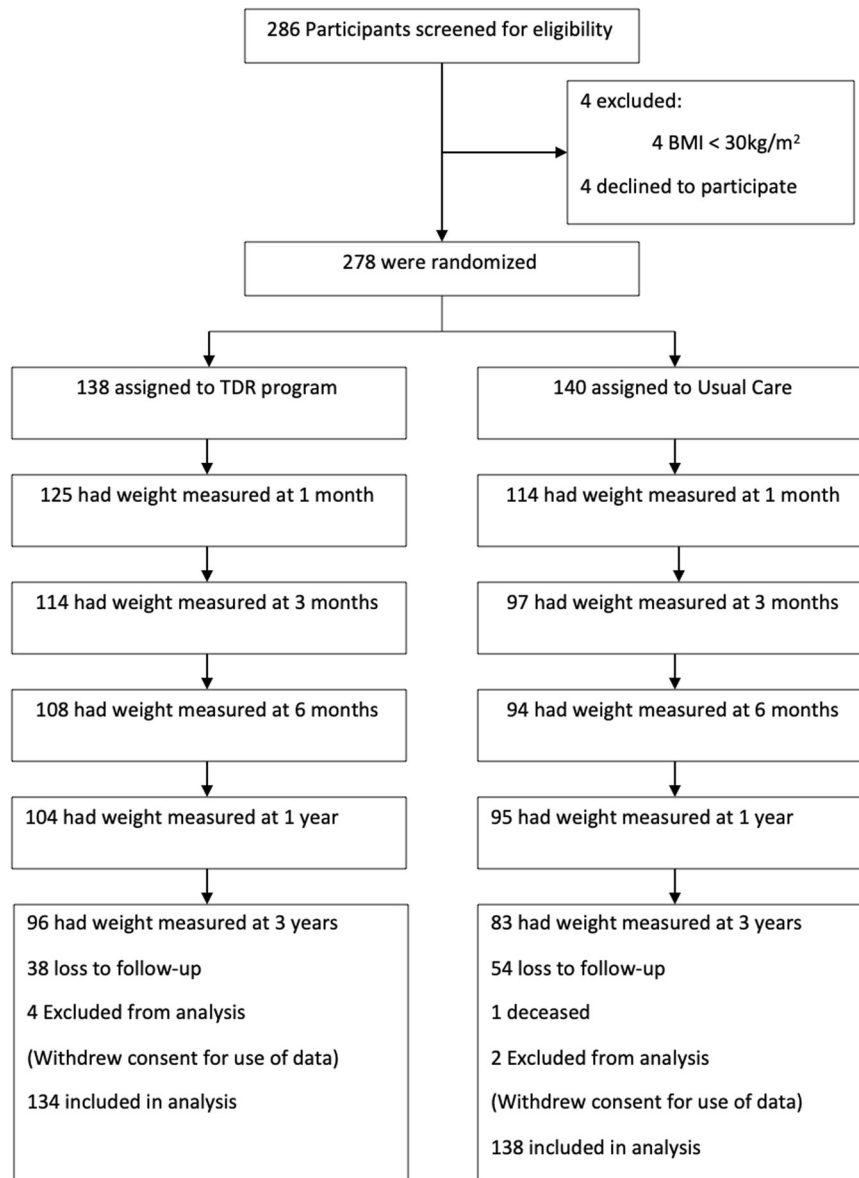 286 Participants screened for eligibility
4 excluded:
4 BMI < 30kg/m²
4 declined to participate
278 were randomized
138 assigned to TDR program
140 assigned to Usual Care
125 had weight measured at 1 month
114 had weight measured at 1 month
114 had weight measured at 3 months
97 had weight measured at 3 months
108 had weight measured at 6 months
94 had weight measured at 6 months
104 had weight measured at 1 year
95 had weight measured at 1 year
96 had weight measured at 3 years
38 loss to follow-up
4 Excluded from analysis
(Withdrew consent for use of data)
134 included in analysis
83 had weight measured at 3 years
54 loss to follow-up
1 deceased
2 Excluded from analysis
(Withdrew consent for use of data)
138 included in analysis